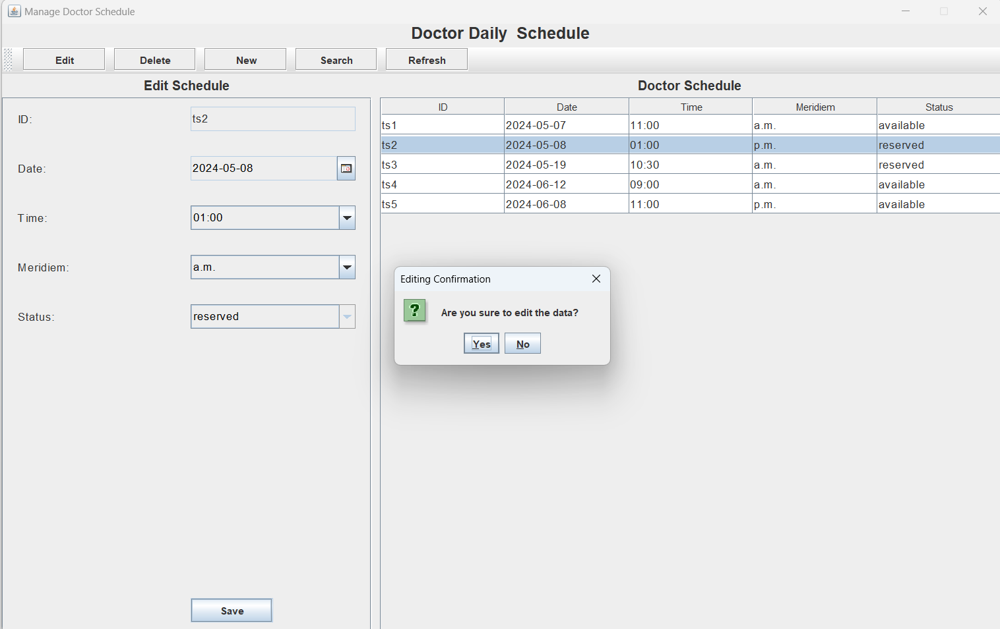 Manage Doctor Schedule
Doctor Daily  Schedule
Edit Delete New Search Refresh
Edit Schedule
ID: ts2
Date: 2024-05-08
Time: 01:00
Meridiem: a.m.
Status: reserved
Save
Doctor Schedule
ID Date Time Meridiem Status
ts1 2024-05-07 11:00 a.m. available
ts2 2024-05-08 01:00 p.m. reserved
ts3 2024-05-19 10:30 a.m. reserved
ts4 2024-06-12 09:00 a.m. available
ts5 2024-06-08 11:00 p.m. available
Editing Confirmation
? Are you sure to edit the data?
Yes No